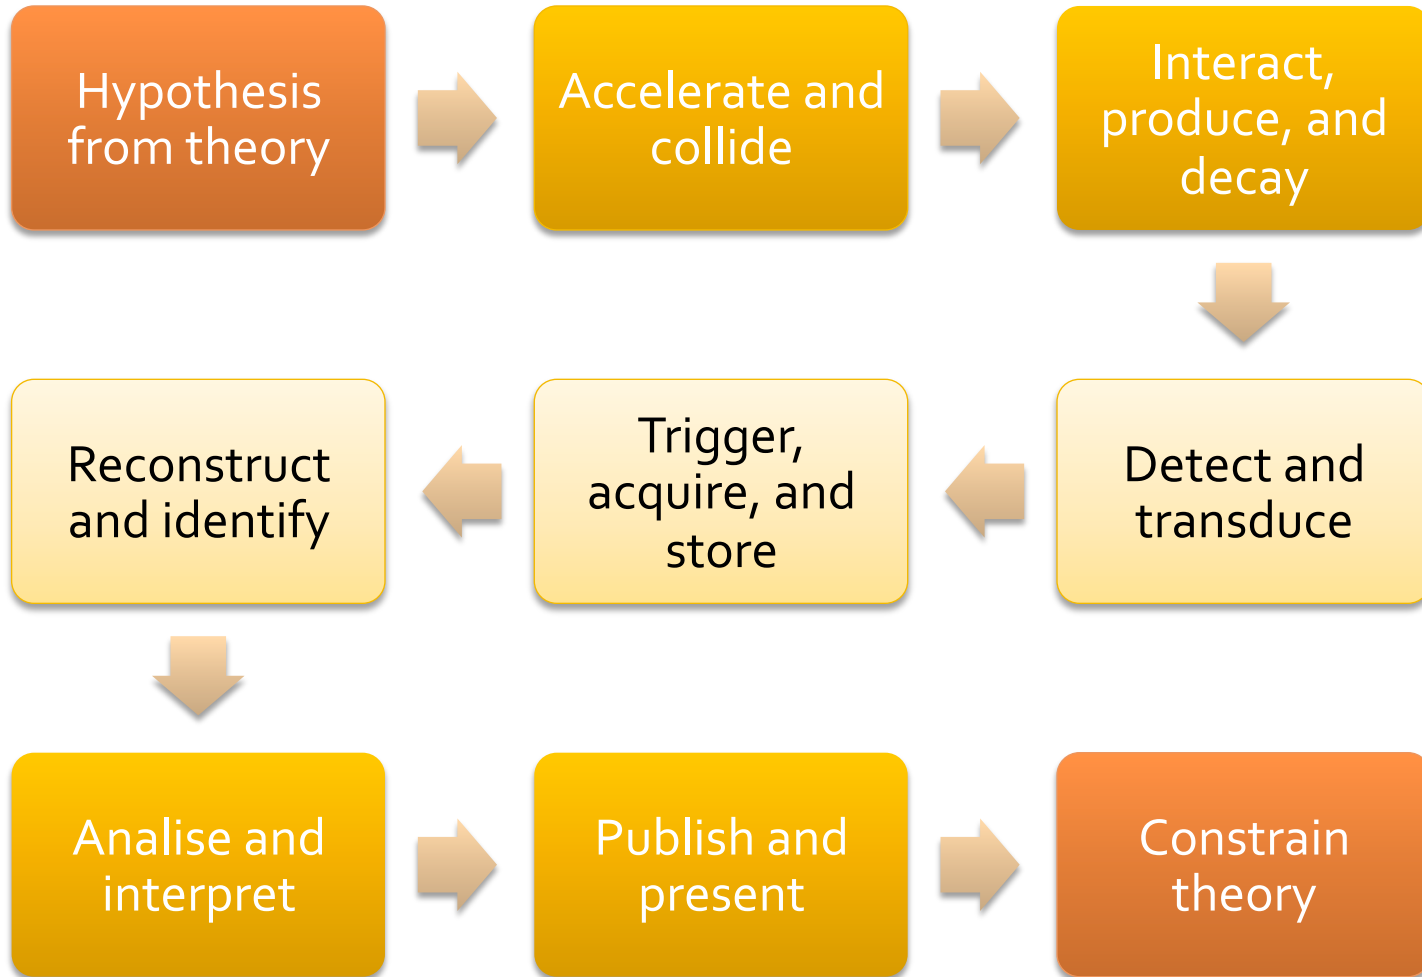 Hypothesis
from theory
Accelerate and
collide
Interact,
produce, and
decay
Detect and
transduce
Trigger,
acquire, and
store
Reconstruct
and identify
Analise and
interpret
Publish and
present
Constrain
theory